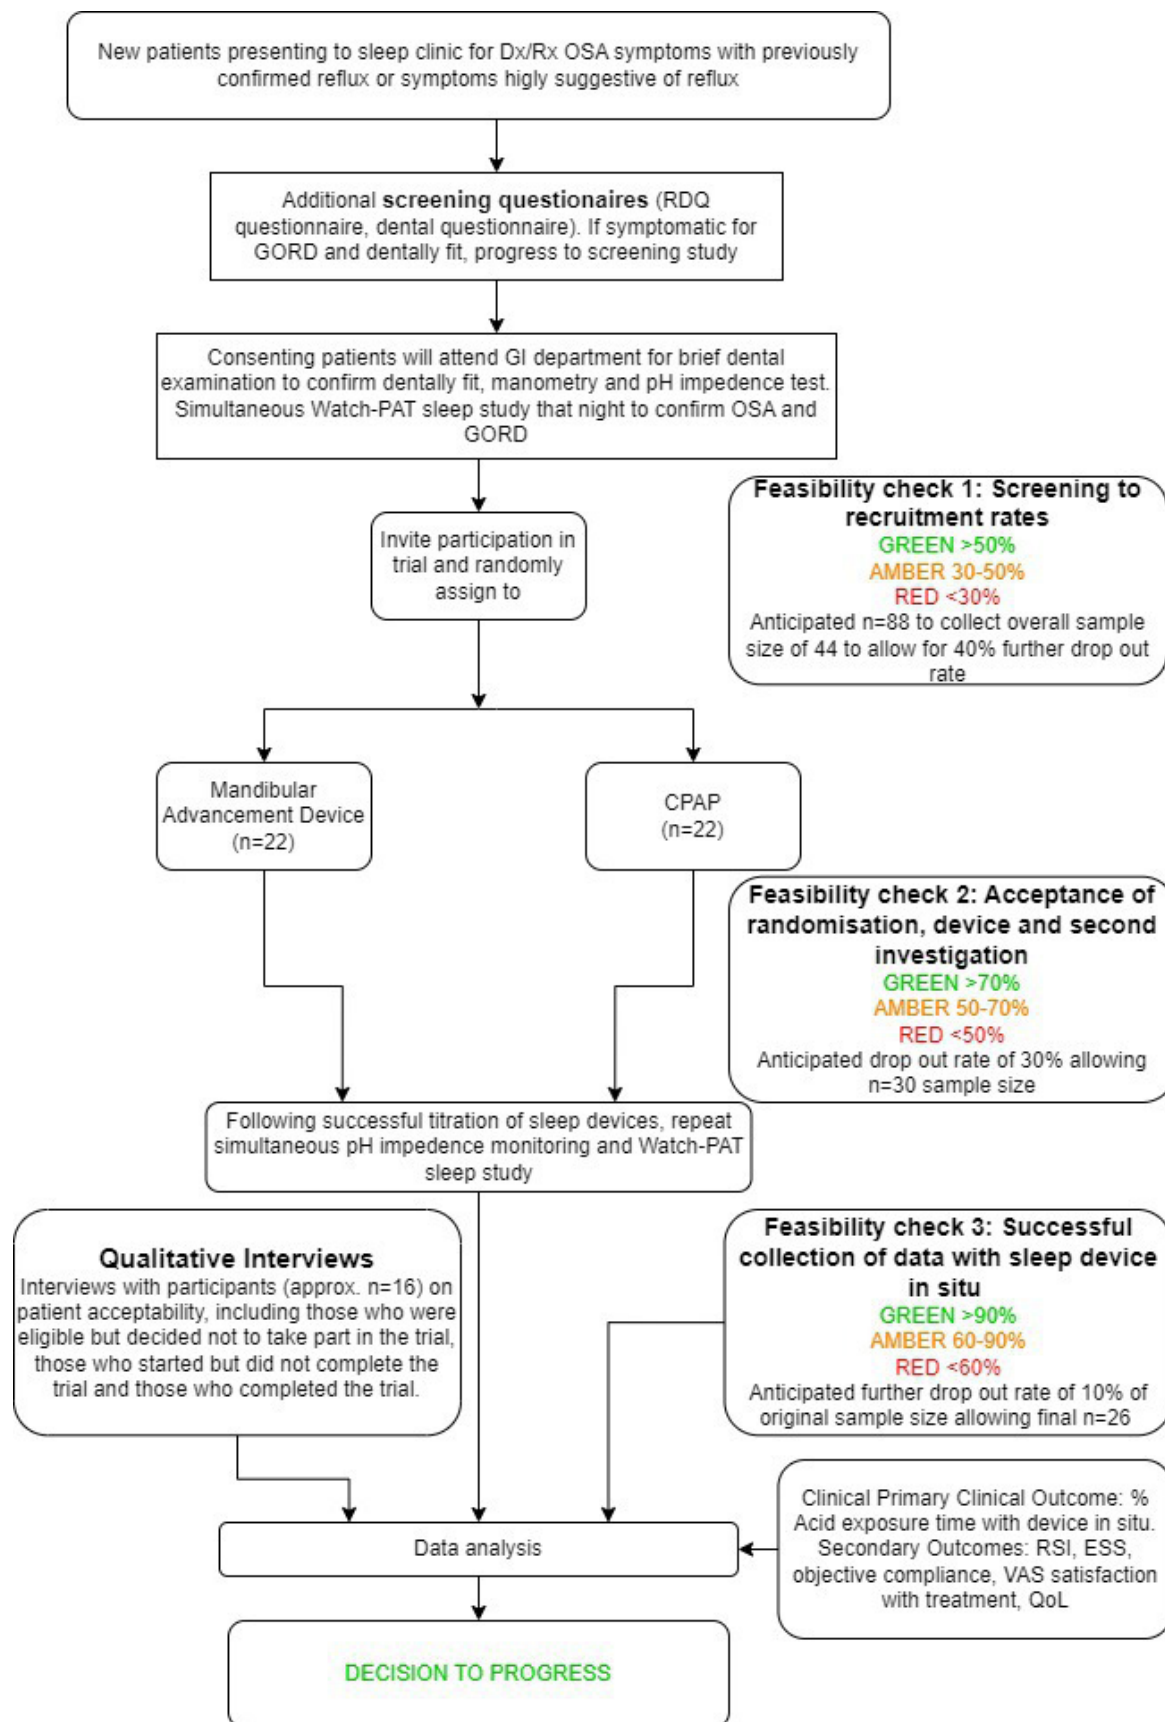 New patients presenting to sleep clinic for Dx/Rx OSA symptoms with previously
confirmed reflux or symptoms higly suggestive of reflux
Additional screening questionaires (RDQ
questionnaire, dental questionnaire). If symptomatic for
GORD and dentally fit, progress to screening study
Consenting patients will attend GI department for brief dental
examination to confirm dentally fit, manometry and pH impedence test.
Simultaneous Watch-PAT sleep study that night to confirm OSA and
GORD
Feasibility check 1: Screening to
recruitment rates
GREEN >50%
AMBER 30-50%
RED <30%
Anticipated n=88 to collect overall sample
size of 44 to allow for 40% further drop out
rate
Invite participation in
trial and randomly
assign to
Mandibular
Advancement Device
(n=22)
CPAP
(n=22)
Feasibility check 2: Acceptance of
randomisation, device and second
investigation
GREEN >70%
AMBER 50-70%
RED <50%
Anticipated drop out rate of 30% allowing
n=30 sample size
Following successful titration of sleep devices, repeat
simultaneous pH impedence monitoring and Watch-PAT
sleep study
Qualitative Interviews
Interviews with participants (approx. n=16) on
patient acceptability, including those who were
eligible but decided not to take part in the trial,
those who started but did not complete the
trial and those who completed the trial.
Feasibility check 3: Successful
collection of data with sleep device
in situ
GREEN >90%
AMBER 60-90%
RED <60%
Anticipated further drop out rate of 10% of
original sample size allowing final n=26
Clinical Primary Clinical Outcome: %
Acid exposure time with device in situ.
Secondary Outcomes: RSI, ESS,
objective compliance, VAS satisfaction
with treatment, QoL
Data analysis
DECISION TO PROGRESS